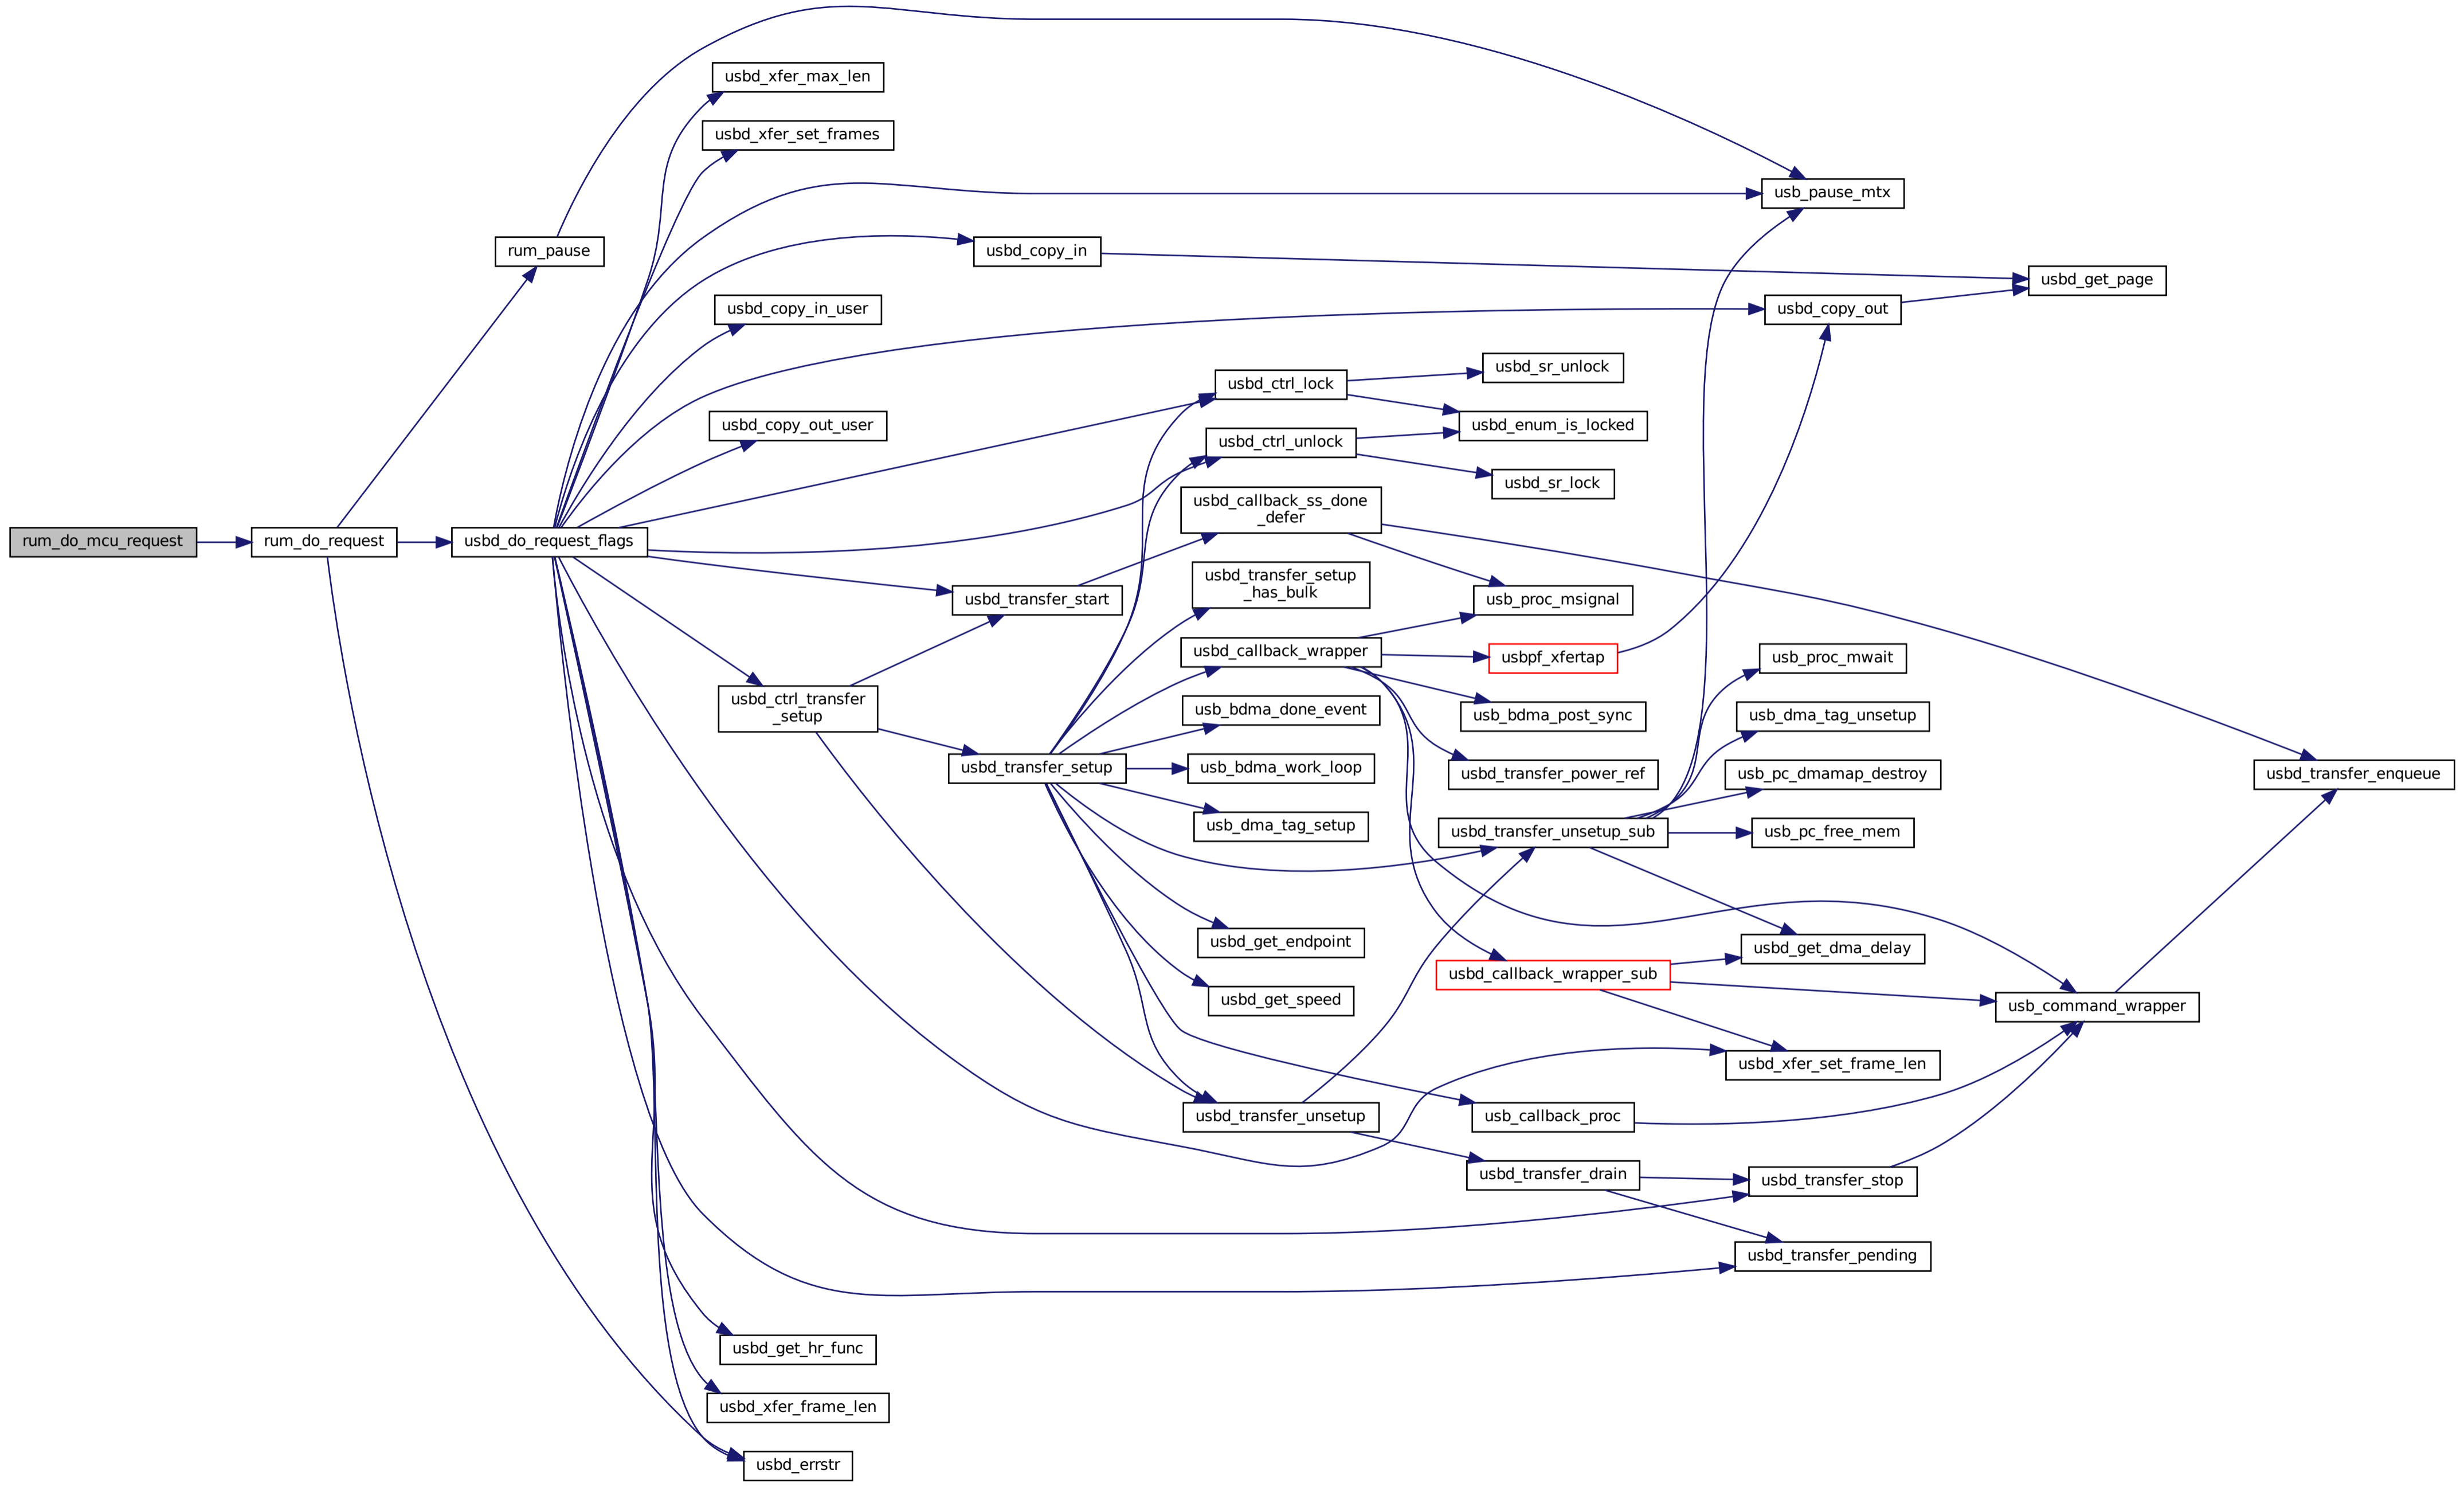 usbd_xfer_max_len
usbd_xfer_set_frames
usb_pause_mtx
rum_pause
usbd_copy_in
usbd_get_page
usbd_copy_in_user
usbd_copy_out
usbd_sr_unlock
usbd_ctrl_lock
usbd_copy_out_user
usbd_enum_is_locked
usbd_ctrl_unlock
usbd_sr_lock
usbd_callback_ss_done
_defer
rum_do_mcu_request
rum_do_request
usbd_do_request_flags
usbd_transfer_setup
_has_bulk
usbd_transfer_start
usb_proc_msignal
usbd_callback_wrapper
usbpf_xfertap
usb_proc_mwait
usbd_ctrl_transfer
_setup
usb_bdma_done_event
usb_bdma_post_sync
usb_dma_tag_unsetup
usbd_transfer_setup
usb_bdma_work_loop
usbd_transfer_power_ref
usb_pc_dmamap_destroy
usbd_transfer_enqueue
usb_dma_tag_setup
usbd_transfer_unsetup_sub
usb_pc_free_mem
usbd_get_endpoint
usbd_get_dma_delay
usbd_callback_wrapper_sub
usbd_get_speed
usb_command_wrapper
usbd_xfer_set_frame_len
usbd_transfer_unsetup
usb_callback_proc
usbd_transfer_drain
usbd_transfer_stop
usbd_transfer_pending
usbd_get_hr_func
usbd_xfer_frame_len
usbd_errstr